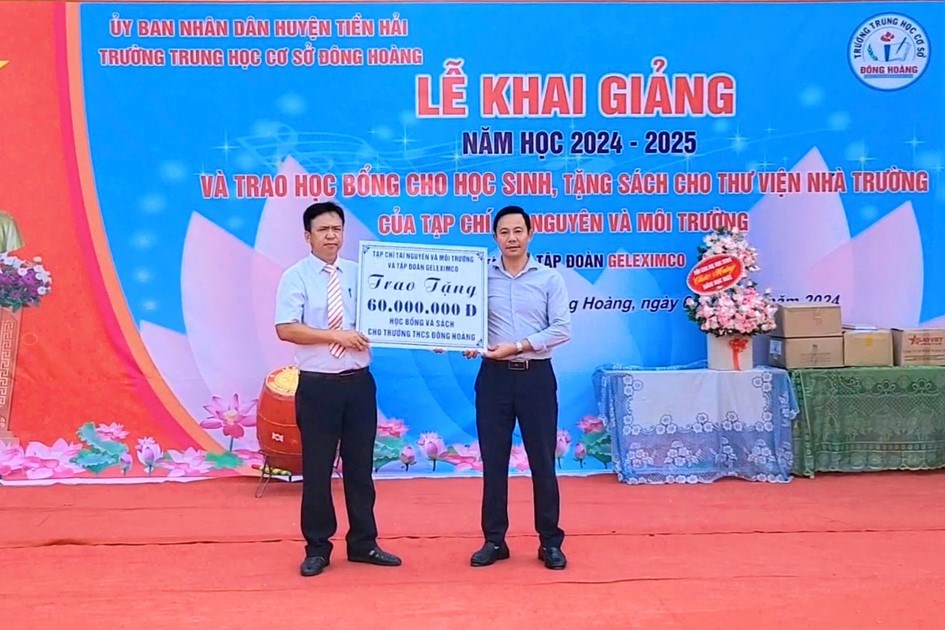 ỦY BAN NHÂN DÂN HUYỆN TIỀN HẢI
TRƯỜNG TRUNG HỌC CƠ SỞ ĐÔNG HOÀNG
TRƯỜNG TRUNG HỌC CƠ SỞ
ĐÔNG HOÀNG
LỄ KHAI GIẢNG
NĂM HỌC 2024 - 2025
VÀ TRAO HỌC BỔNG CHO HỌC SINH, TẶNG SÁCH CHO THƯ VIỆN NHÀ TRƯỜNG
CỦA TẠP CHÍ NGUYÊN VÀ MÔI TRƯỜNG
TẬP ĐOÀN GELEXIMCO
Hoàng, ngày năm 2024
TẠP CHÍ TÀI NGUYÊN VÀ MÔI TRƯỜNG
VÀ TẬP ĐOÀN GELEXIMCO
Trao Tặng
60.000.000 Đ
HỌC BỔNG VÀ SÁCH
CHO TRƯỜNG THCS ĐÔNG HOÀNG